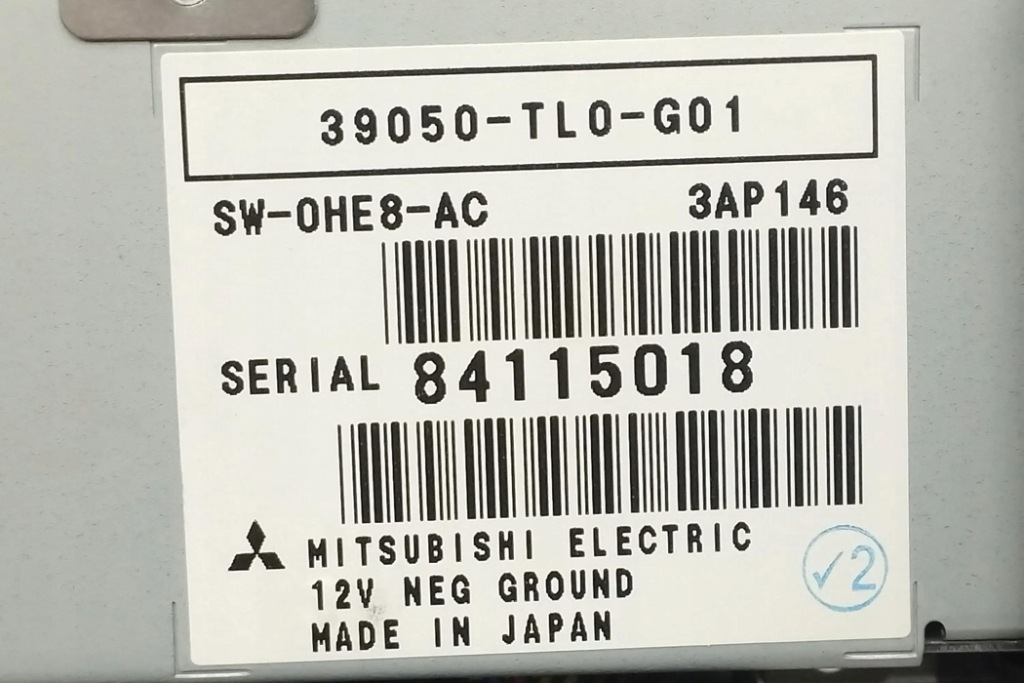 39050-TL0-G01
SW-0HE8-AC 3AP146
SERIAL 84115018
MITSUBISHI ELECTRIC
12V NEG GROUND
MADE IN JAPAN
✓2